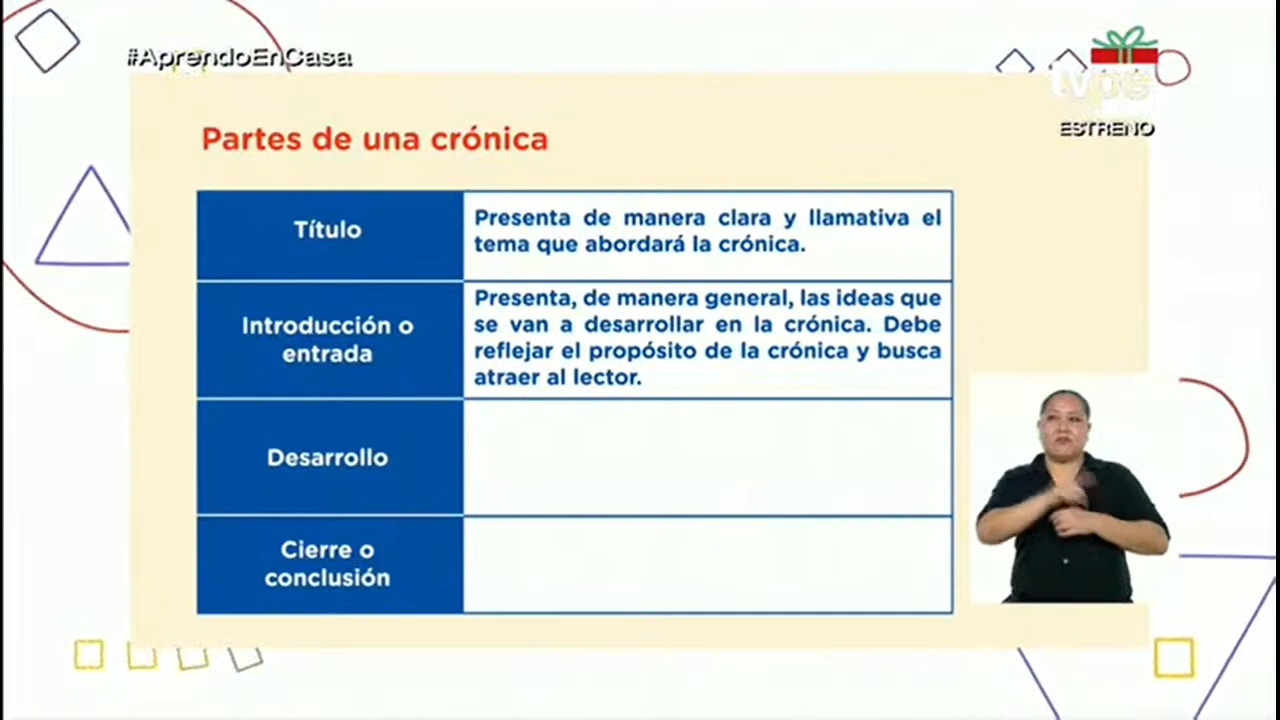 #AprendoEnCasa
ESTRENO
Partes de una crónica
Título
Presenta de manera clara y llamativa el
tema que abordará la crónica.
Introducción o
entrada
Presenta, de manera general, las ideas que
se van a desarrollar en la crónica. Debe
reflejar el propósito de la crónica y busca
atraer al lector.
Desarrollo
Cierre o
conclusión